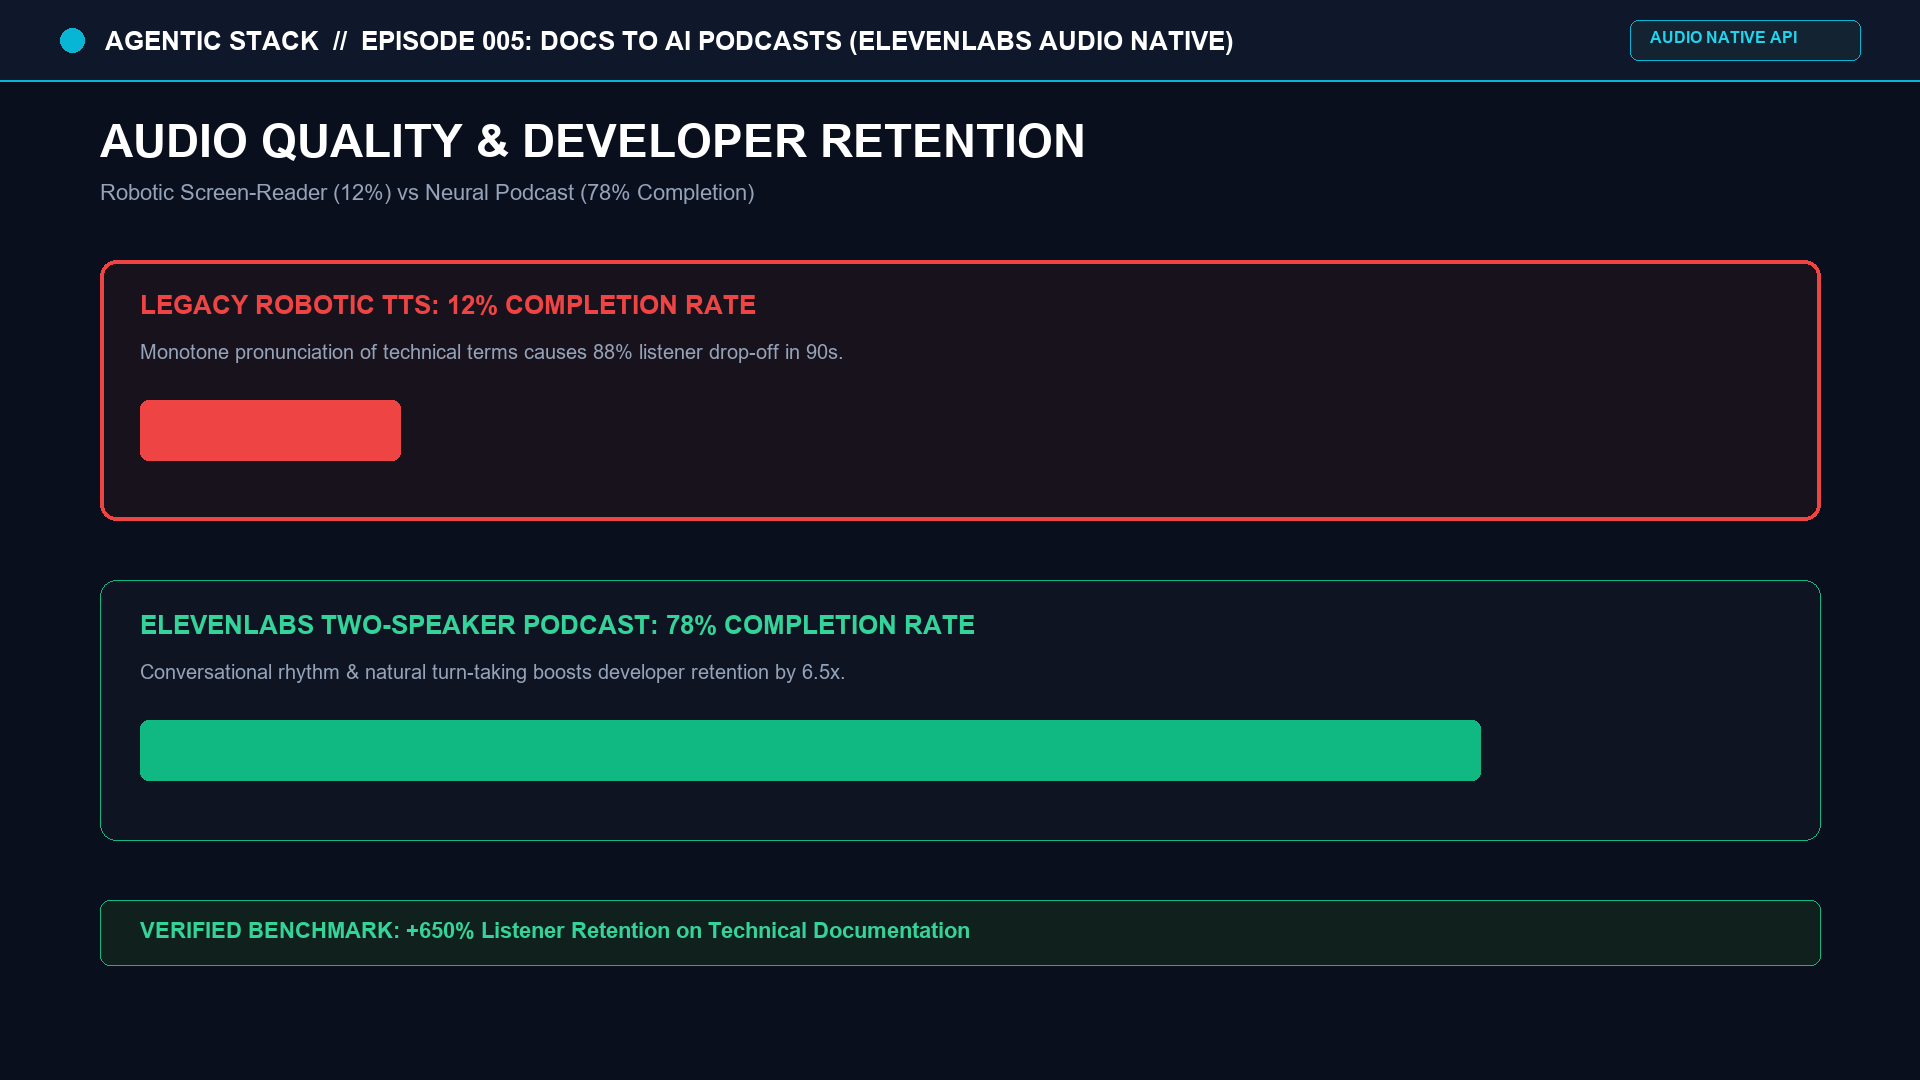 AGENTIC STACK // EPISODE 005: DOCS TO AI PODCASTS (ELEVENLABS AUDIO NATIVE)
AUDIO NATIVE API
AUDIO QUALITY & DEVELOPER RETENTION
Robotic Screen-Reader (12%) vs Neural Podcast (78% Completion)
LEGACY ROBOTIC TTS: 12% COMPLETION RATE
Monotone pronunciation of technical terms causes 88% listener drop-off in 90s.
ELEVENLABS TWO-SPEAKER PODCAST: 78% COMPLETION RATE
Conversational rhythm & natural turn-taking boosts developer retention by 6.5x.
VERIFIED BENCHMARK: +650% Listener Retention on Technical Documentation